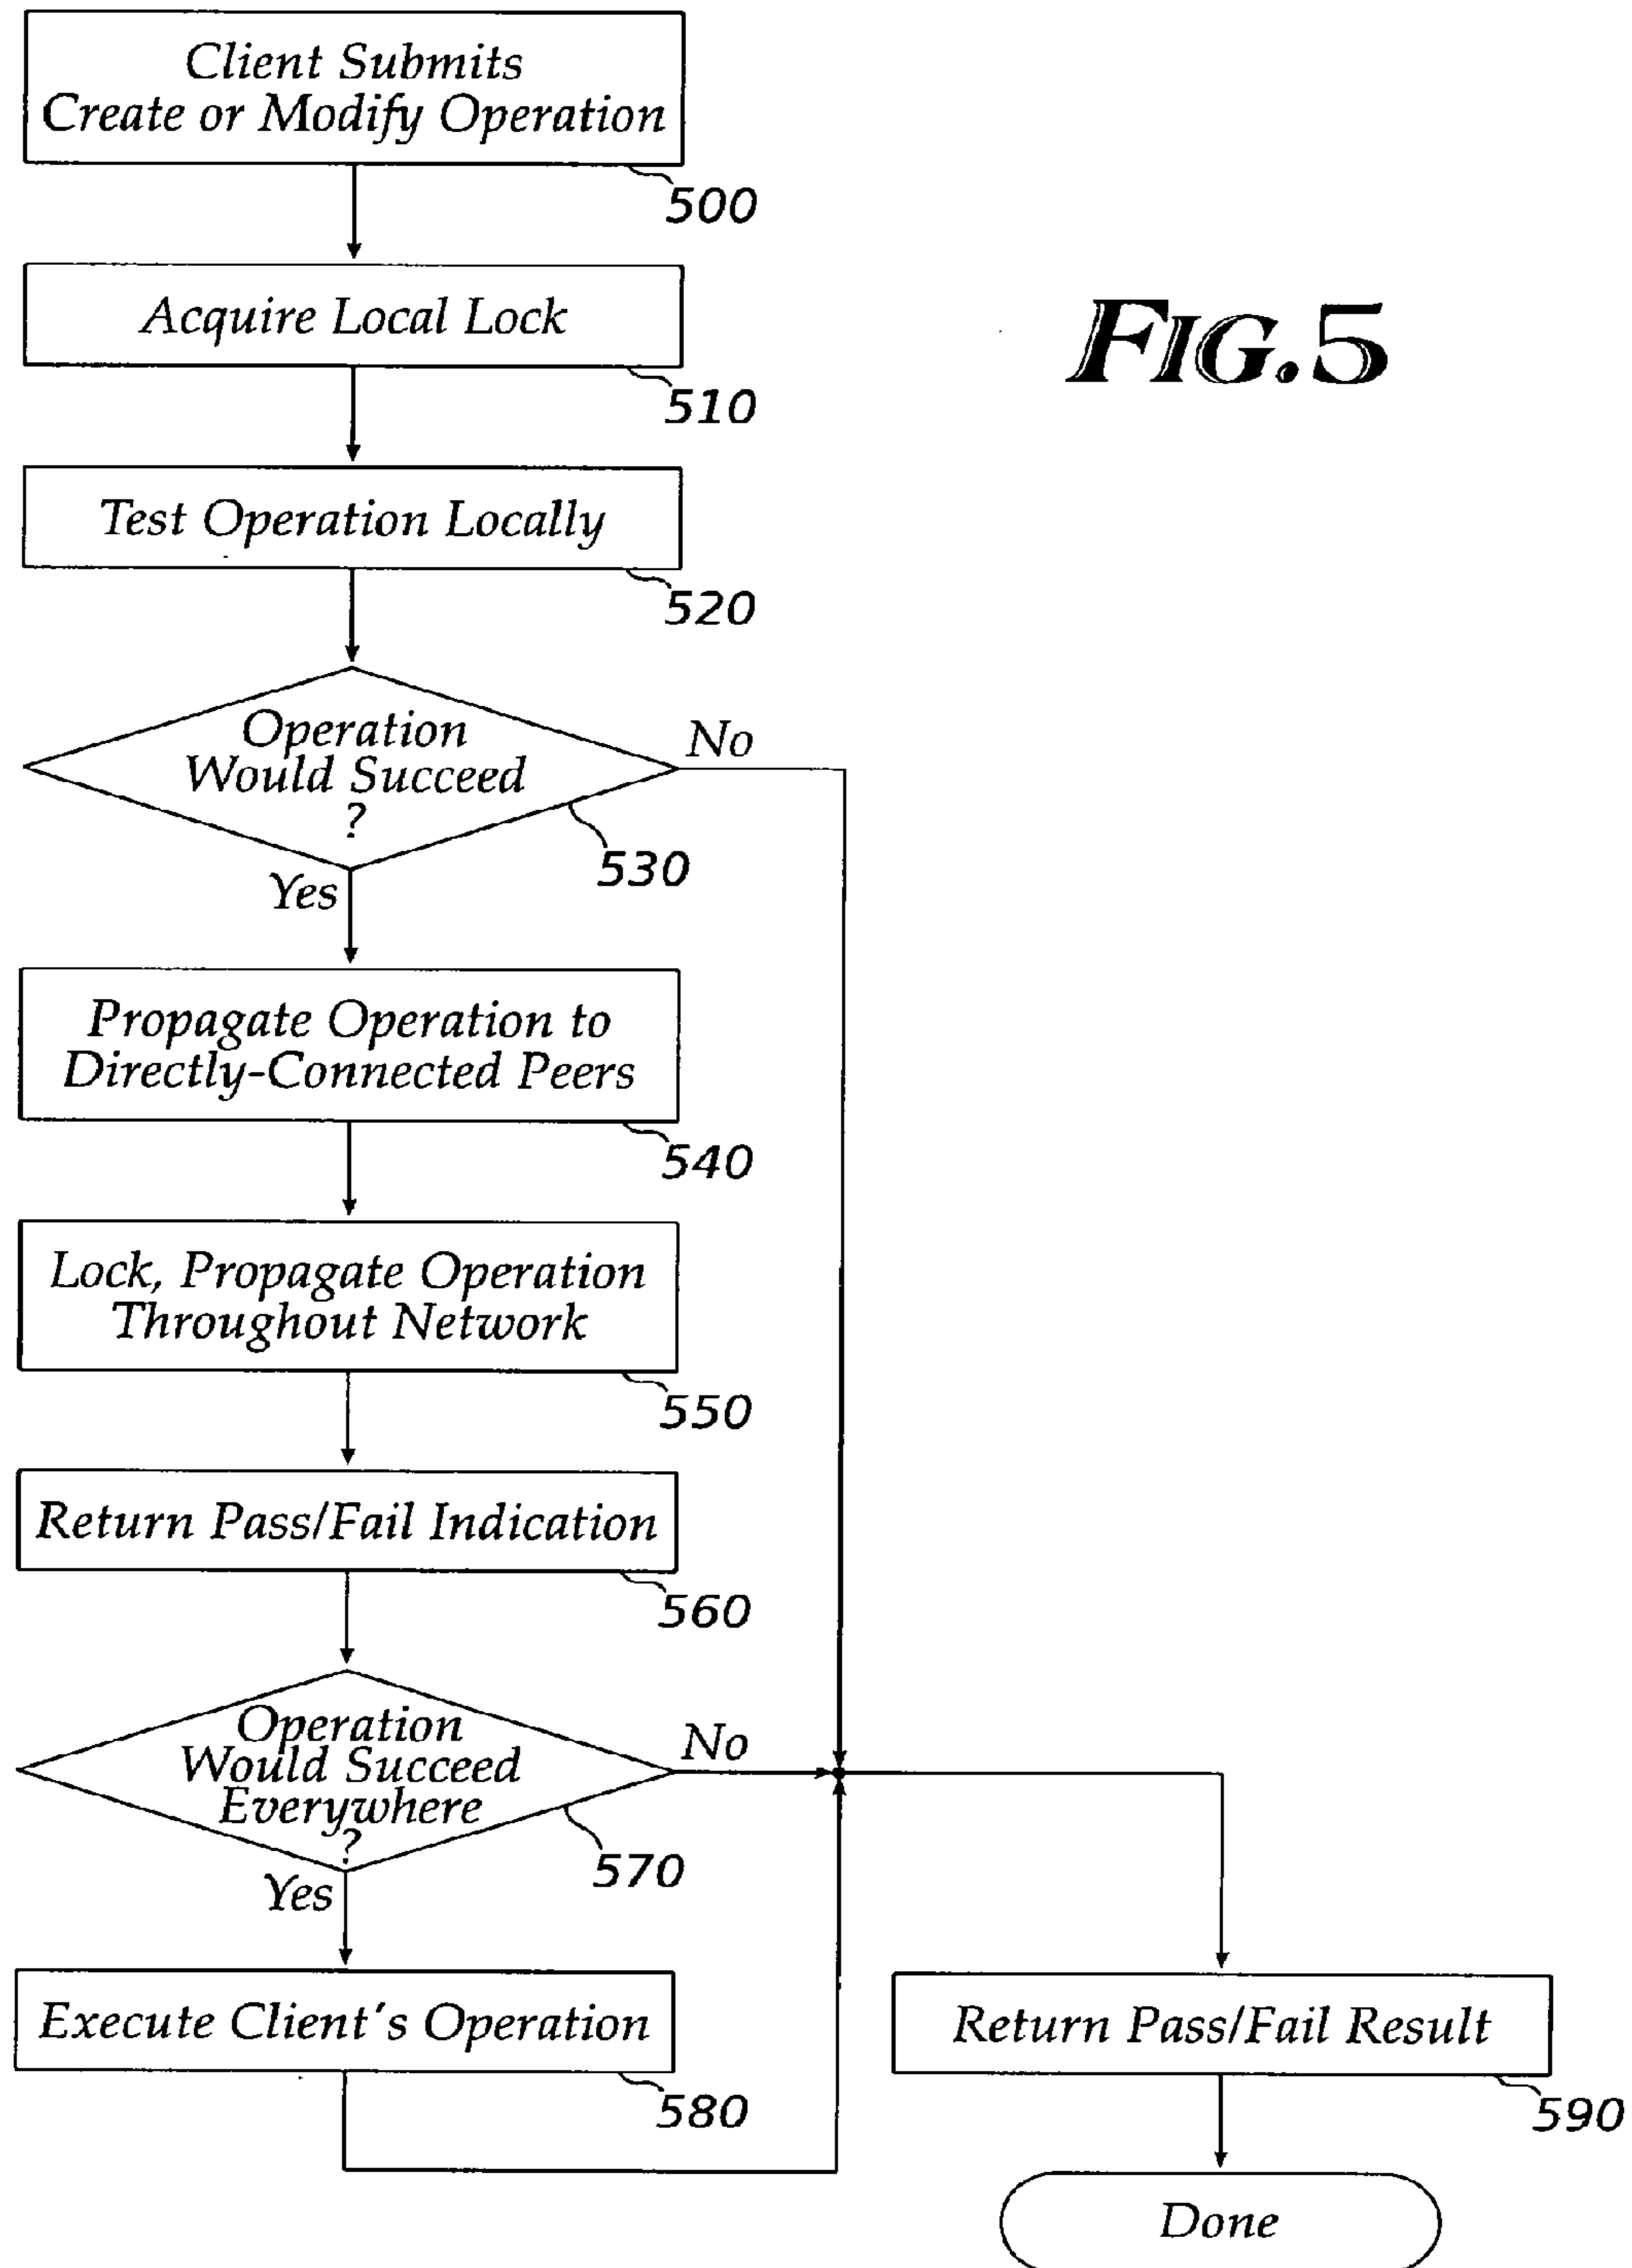 Client Submits
Create or Modify Operation
500
Acquire Local Lock
510
FIG.5
Test Operation Locally
520
Operation
Would Succeed
?
No
530
Yes
Propagate Operation to
Directly-Connected Peers
540
Lock, Propagate Operation
Throughout Network
550
Return Pass/Fail Indication
560
Operation
Would Succeed
Everywhere
?
No
570
Yes
Execute Client's Operation
580
Return Pass/Fail Result
590
Done